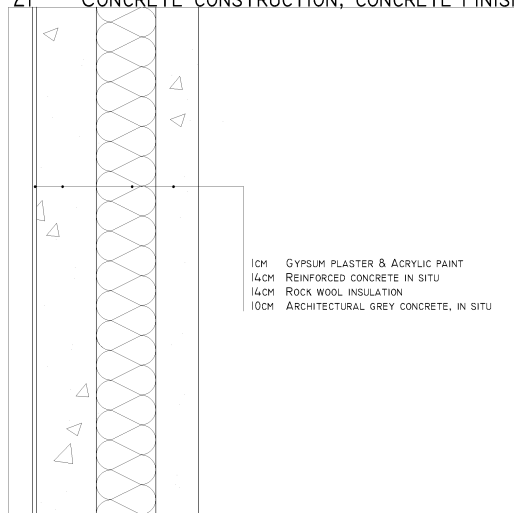 CONCRETE CONSTRUCTION, CONCRETE FINISH
1CM GYPSUM PLASTER & ACRYLIC PAINT
14CM REINFORCED CONCRETE IN SITU
14CM ROCK WOOL INSULATION
10CM ARCHITECTURAL GREY CONCRETE, IN SITU